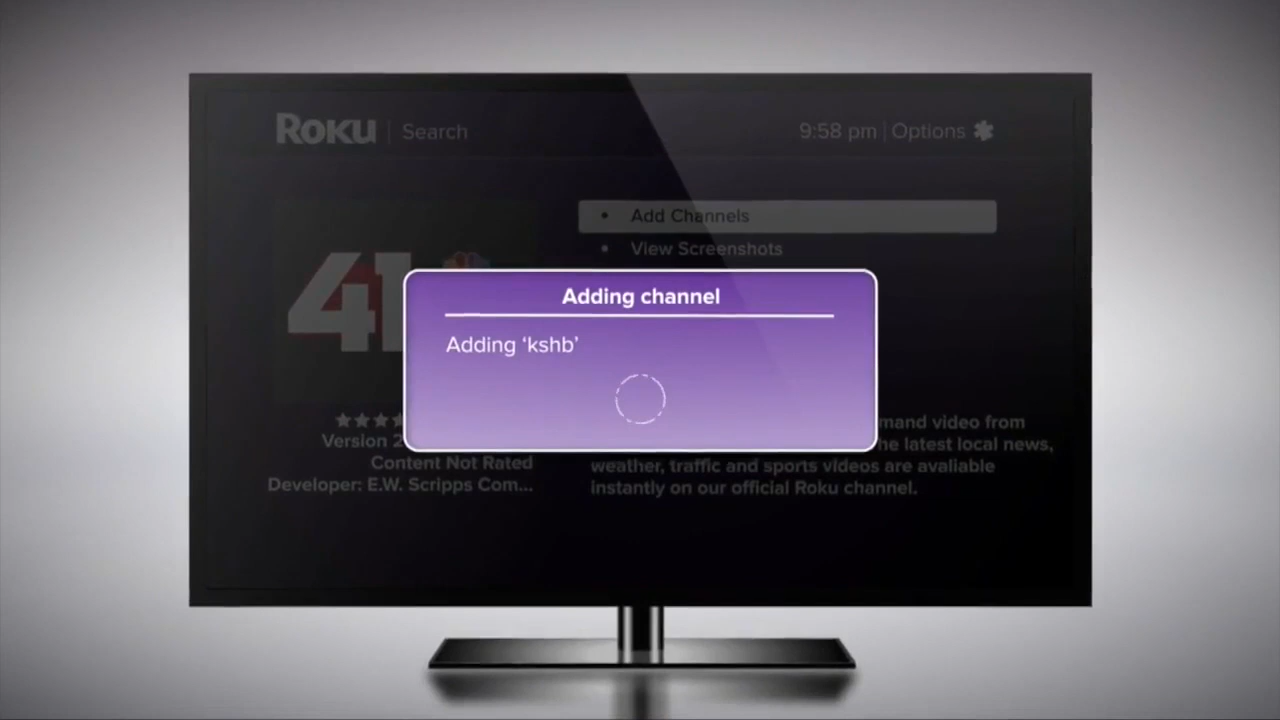 Roku | Search
9:58 pm | Options ✱
• Add Channels
• View Screenshots
41
Adding channel
Adding ‘kshb’
Version 2
Content Not Rated
Developer: E.W. Scripps Com...
mand video from
he latest local news,
weather, traffic and sports videos are avaliable
instantly on our official Roku channel.